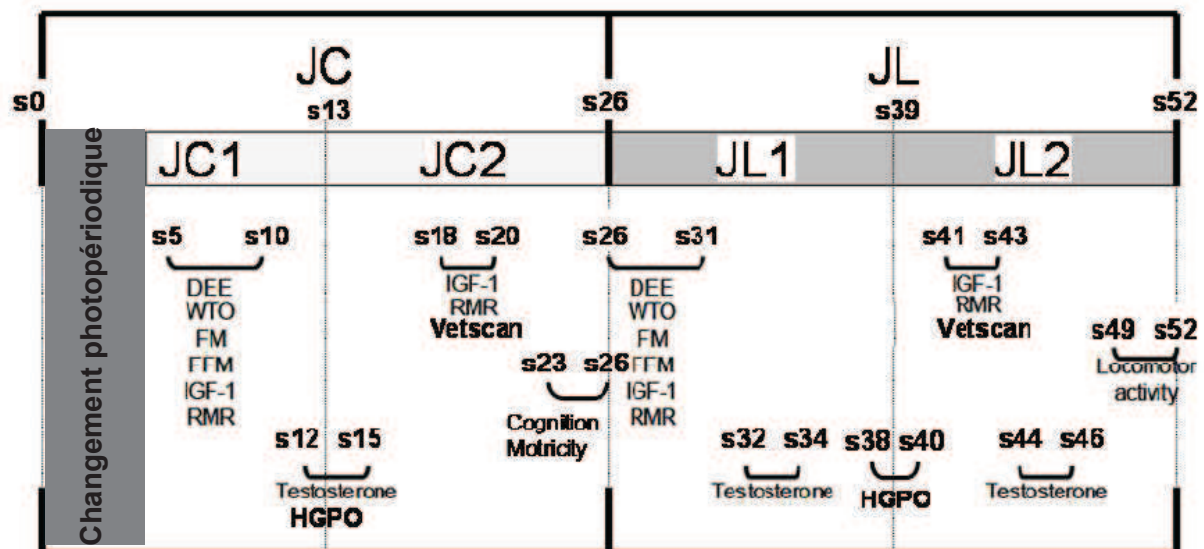 JC JL
s0 s13 s26 s39 s52
Changement photopériodique
JC1 JC2 JL1 JL2
s5 s10
DEE
WTO
FM
FFM
IGF-1
RMR
s12 s15
Testosterone
HGPO
s18 s20
IGF-1
RMR
Vetscan
s23 s26
Cognition
Motricity
s26 s31
DEE
WTO
FM
FFM
IGF-1
RMR
s32 s34
Testosterone
s38 s40
HGPO
s41 s43
IGF-1
RMR
Vetscan
s44 s46
Testosterone
s49 s52
Locomotor
activity